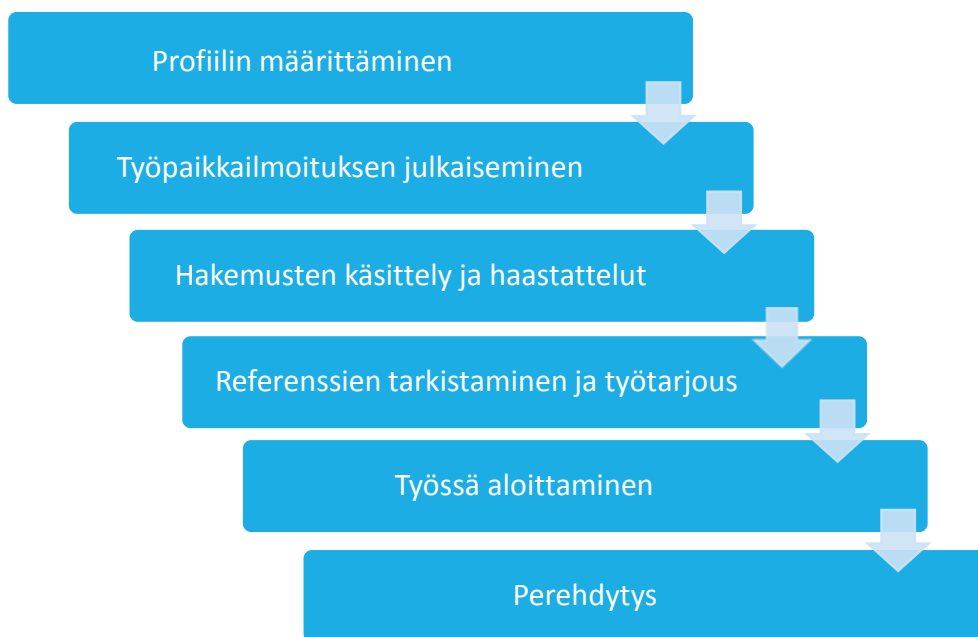 Profiilin määrittäminen
Työpaikkailmoituksen julkaiseminen
Hakemusten käsittely ja haastattelut
Referenssien tarkistaminen ja työtarjous
Työssä aloittaminen
Perehdytys